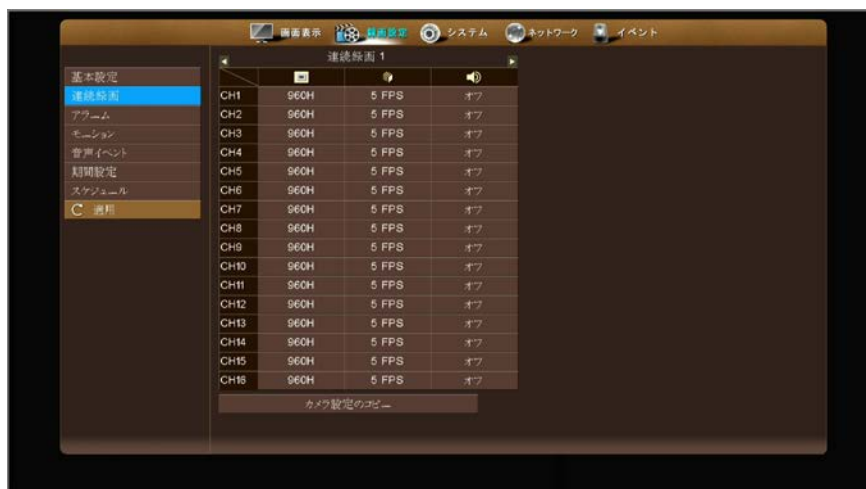 画面表示 録画設定 システム ネットワーク イベント
連続録画 1
基本設定
連続録画
アラーム
モーション
音声イベント
期間設定
スケジュール
適用
CH1 960H 5 FPS オフ
CH2 960H 5 FPS オフ
CH3 960H 5 FPS オフ
CH4 960H 5 FPS オフ
CH5 960H 5 FPS オフ
CH6 960H 5 FPS オフ
CH7 960H 5 FPS オフ
CH8 960H 5 FPS オフ
CH9 960H 5 FPS オフ
CH10 960H 5 FPS オフ
CH11 960H 5 FPS オフ
CH12 960H 5 FPS オフ
CH13 960H 5 FPS オフ
CH14 960H 5 FPS オフ
CH15 960H 5 FPS オフ
CH16 960H 5 FPS オフ
カメラ設定のコピー